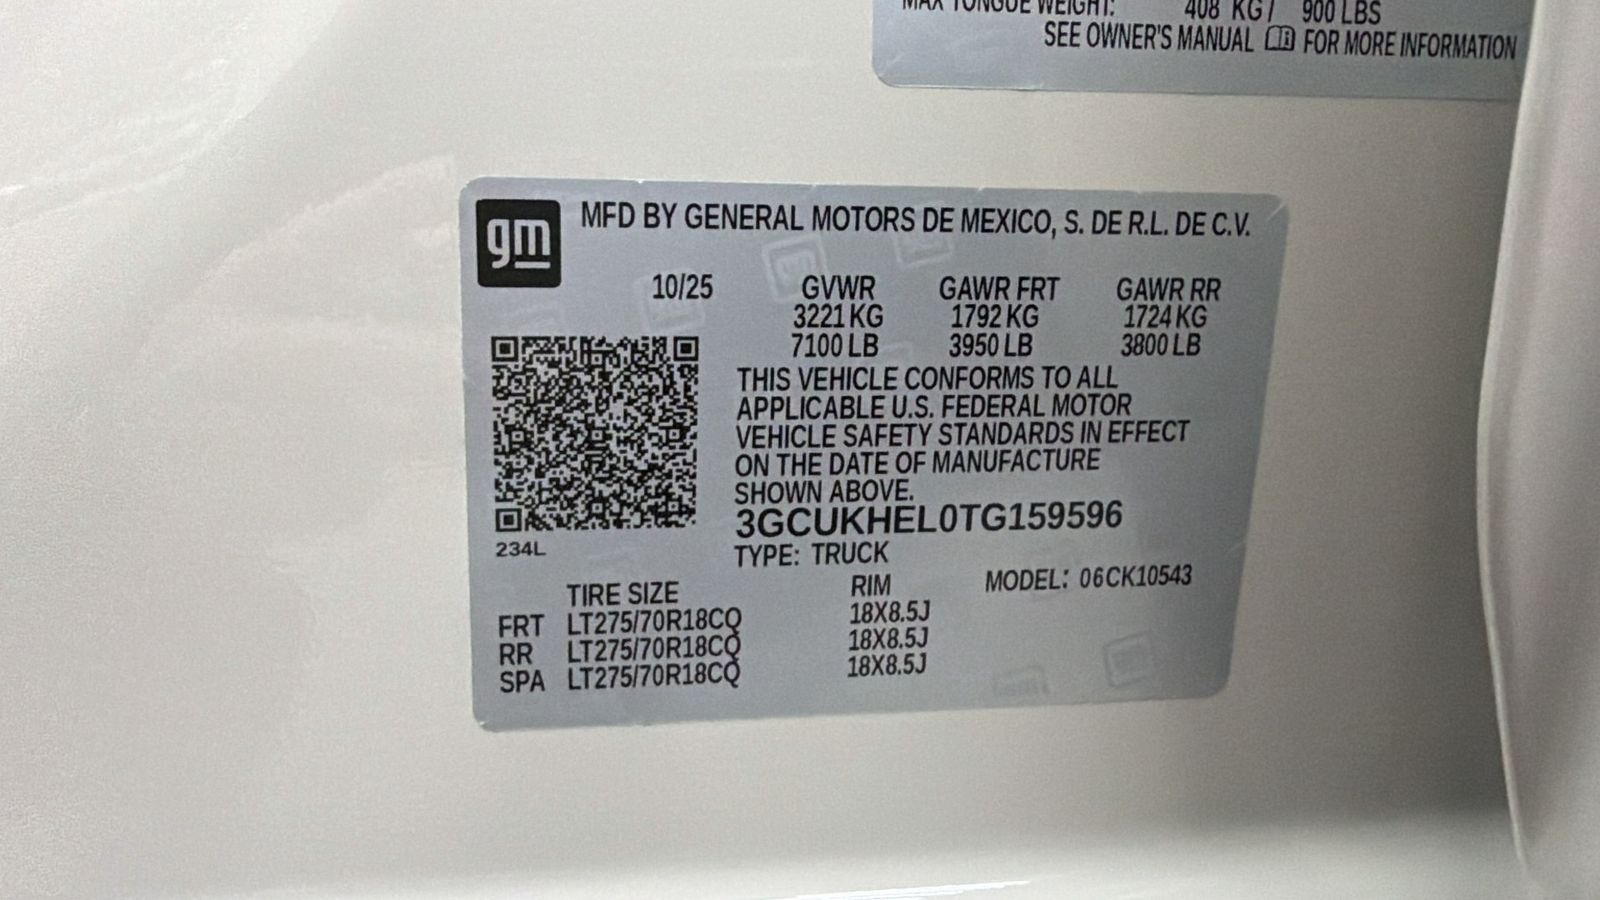 MAX TONGUE WEIGHT: 408 KG / 900 LBS
SEE OWNER'S MANUAL FOR MORE INFORMATION
gm
MFD BY GENERAL MOTORS DE MEXICO, S. DE R.L. DE C.V.
10/25 GVWR GAWR FRT GAWR RR
3221 KG 1792 KG 1724 KG
7100 LB 3950 LB 3800 LB
THIS VEHICLE CONFORMS TO ALL
APPLICABLE U.S. FEDERAL MOTOR
VEHICLE SAFETY STANDARDS IN EFFECT
ON THE DATE OF MANUFACTURE
SHOWN ABOVE.
3GCUKHEL0TG159596
234L
TYPE: TRUCK
TIRE SIZE RIM MODEL: 06CK10543
FRT LT275/70R18CQ 18X8.5J
RR LT275/70R18CQ 18X8.5J
SPA LT275/70R18CQ 18X8.5J